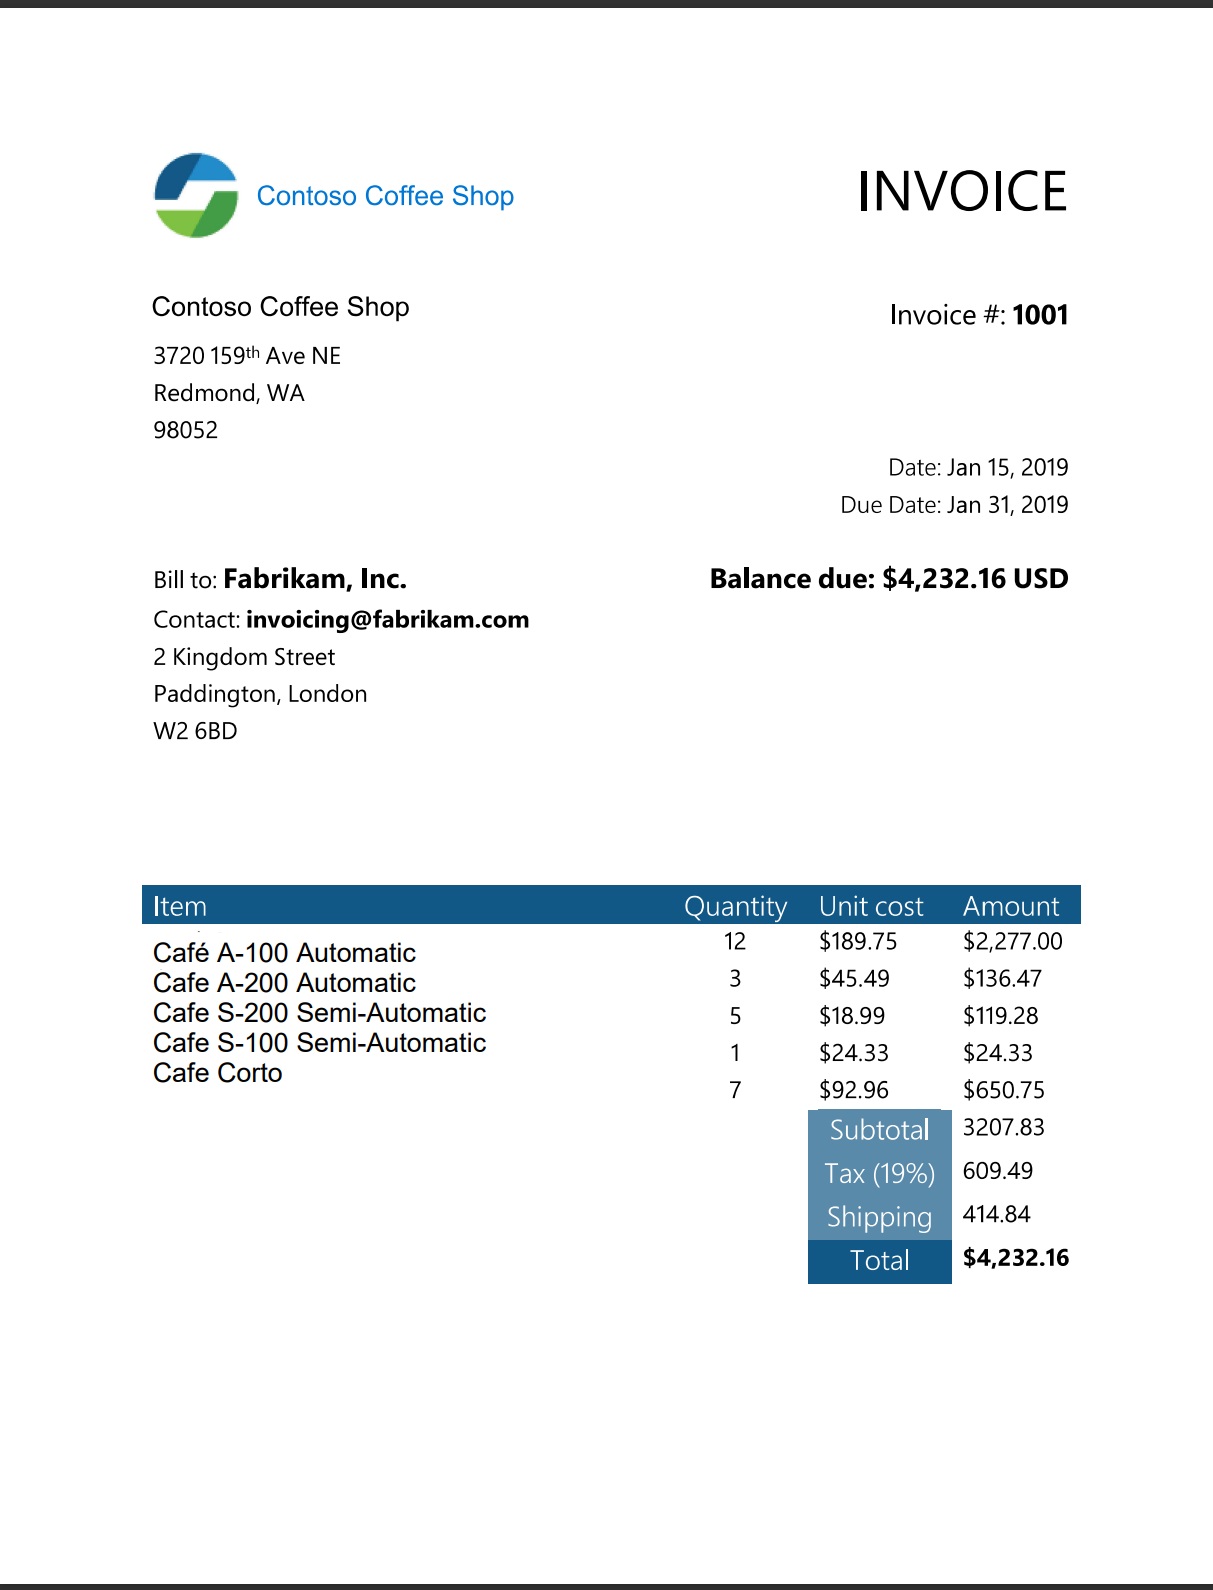 Contoso Coffee Shop
INVOICE
Contoso Coffee Shop
Invoice #: 1001
3720 159th Ave NE
Redmond, WA
98052
Date: Jan 15, 2019
Due Date: Jan 31, 2019
Bill to: Fabrikam, Inc.
Balance due: $4,232.16 USD
Contact: invoicing@fabrikam.com
2 Kingdom Street
Paddington, London
W2 6BD
Item Quantity Unit cost Amount
Café A-100 Automatic 12 $189.75 $2,277.00
Cafe A-200 Automatic 3 $45.49 $136.47
Cafe S-200 Semi-Automatic 5 $18.99 $119.28
Cafe S-100 Semi-Automatic 1 $24.33 $24.33
Cafe Corto 7 $92.96 $650.75
Subtotal 3207.83
Tax (19%) 609.49
Shipping 414.84
Total $4,232.16